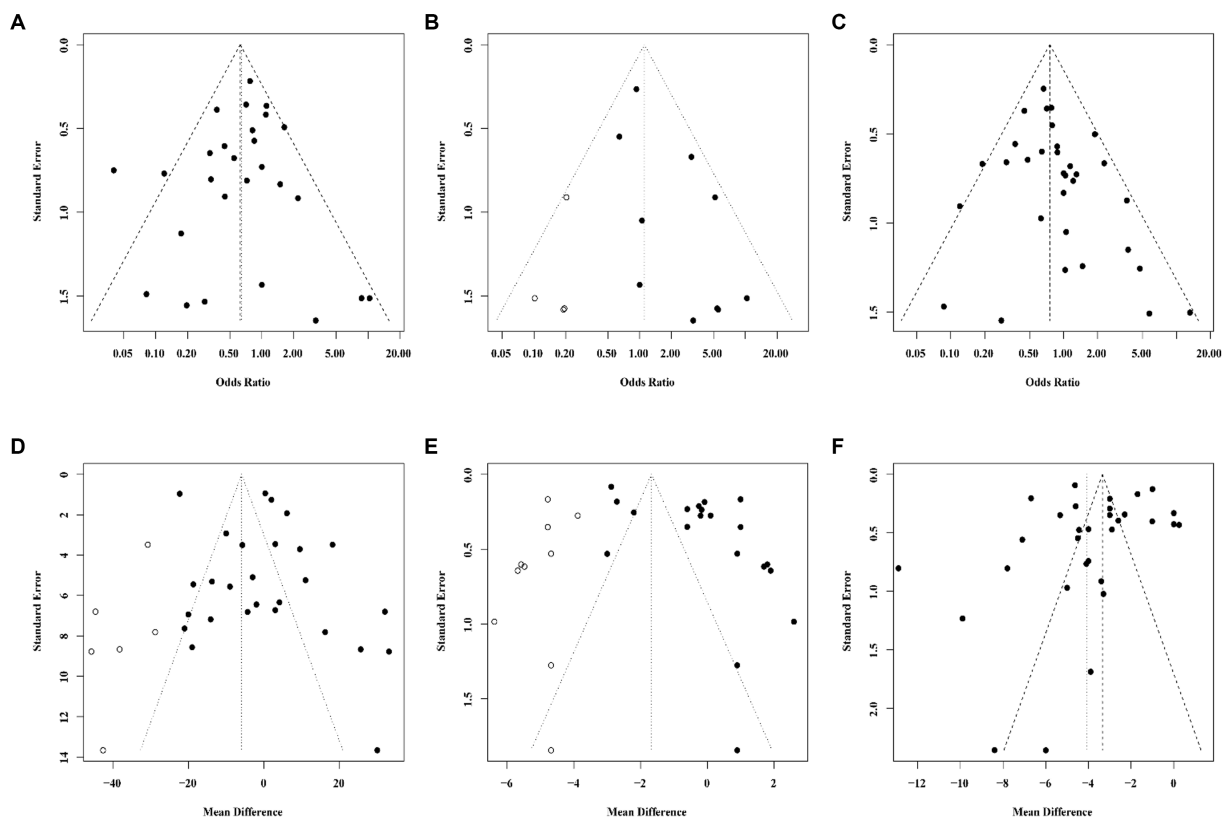 A
B
C
0.0
0.5
1.0
1.5
Standard Error
0.05 0.10 0.20 0.50 1.00 2.00 5.00 20.00
Odds Ratio
0.0
0.5
1.0
1.5
Standard Error
0.05 0.10 0.20 0.50 1.00 2.00 5.00 20.00
Odds Ratio
0.0
0.5
1.0
1.5
Standard Error
0.05 0.10 0.20 0.50 1.00 2.00 5.00 20.00
Odds Ratio
D
E
F
0
2
4
6
8
10
12
14
Standard Error
−40 −20 0 20
Mean Difference
0.0
0.5
1.0
1.5
Standard Error
−6 −4 −2 0 2
Mean Difference
0.0
0.5
1.0
1.5
2.0
Standard Error
−12 −10 −8 −6 −4 −2 0
Mean Difference